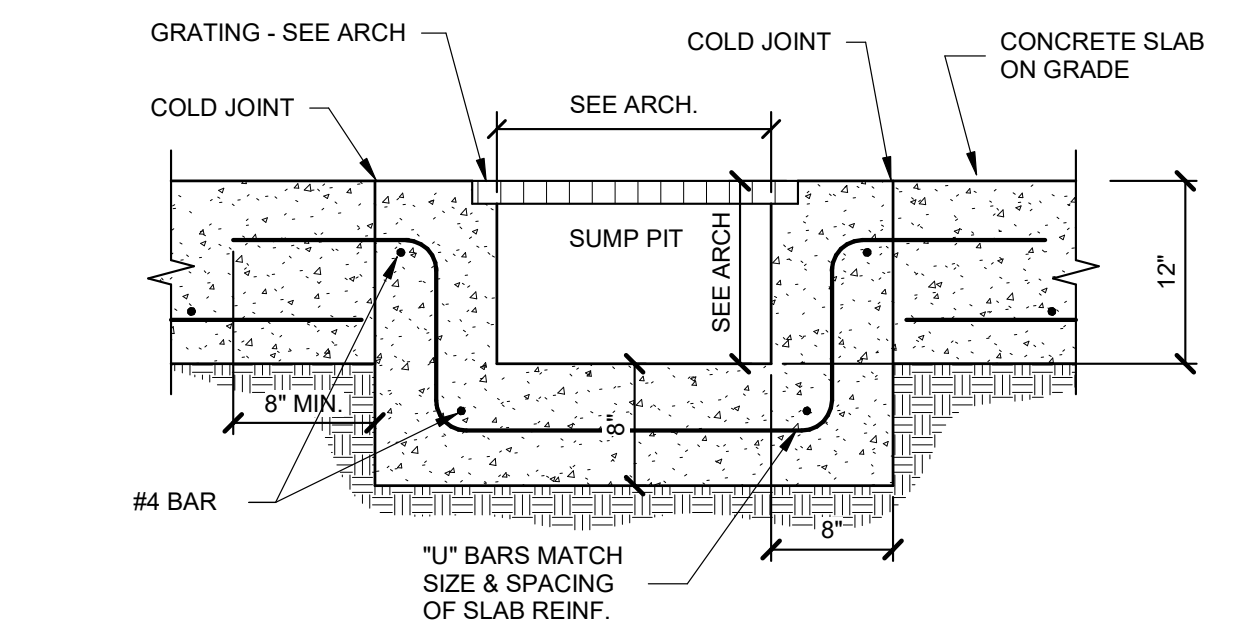 GRATING - SEE ARCH
COLD JOINT
CONCRETE SLAB
ON GRADE
COLD JOINT
SEE ARCH.
SUMP PIT
SEE ARCH
12"
8" MIN.
8"
#4 BAR
8"
"U" BARS MATCH
SIZE & SPACING
OF SLAB REINF.